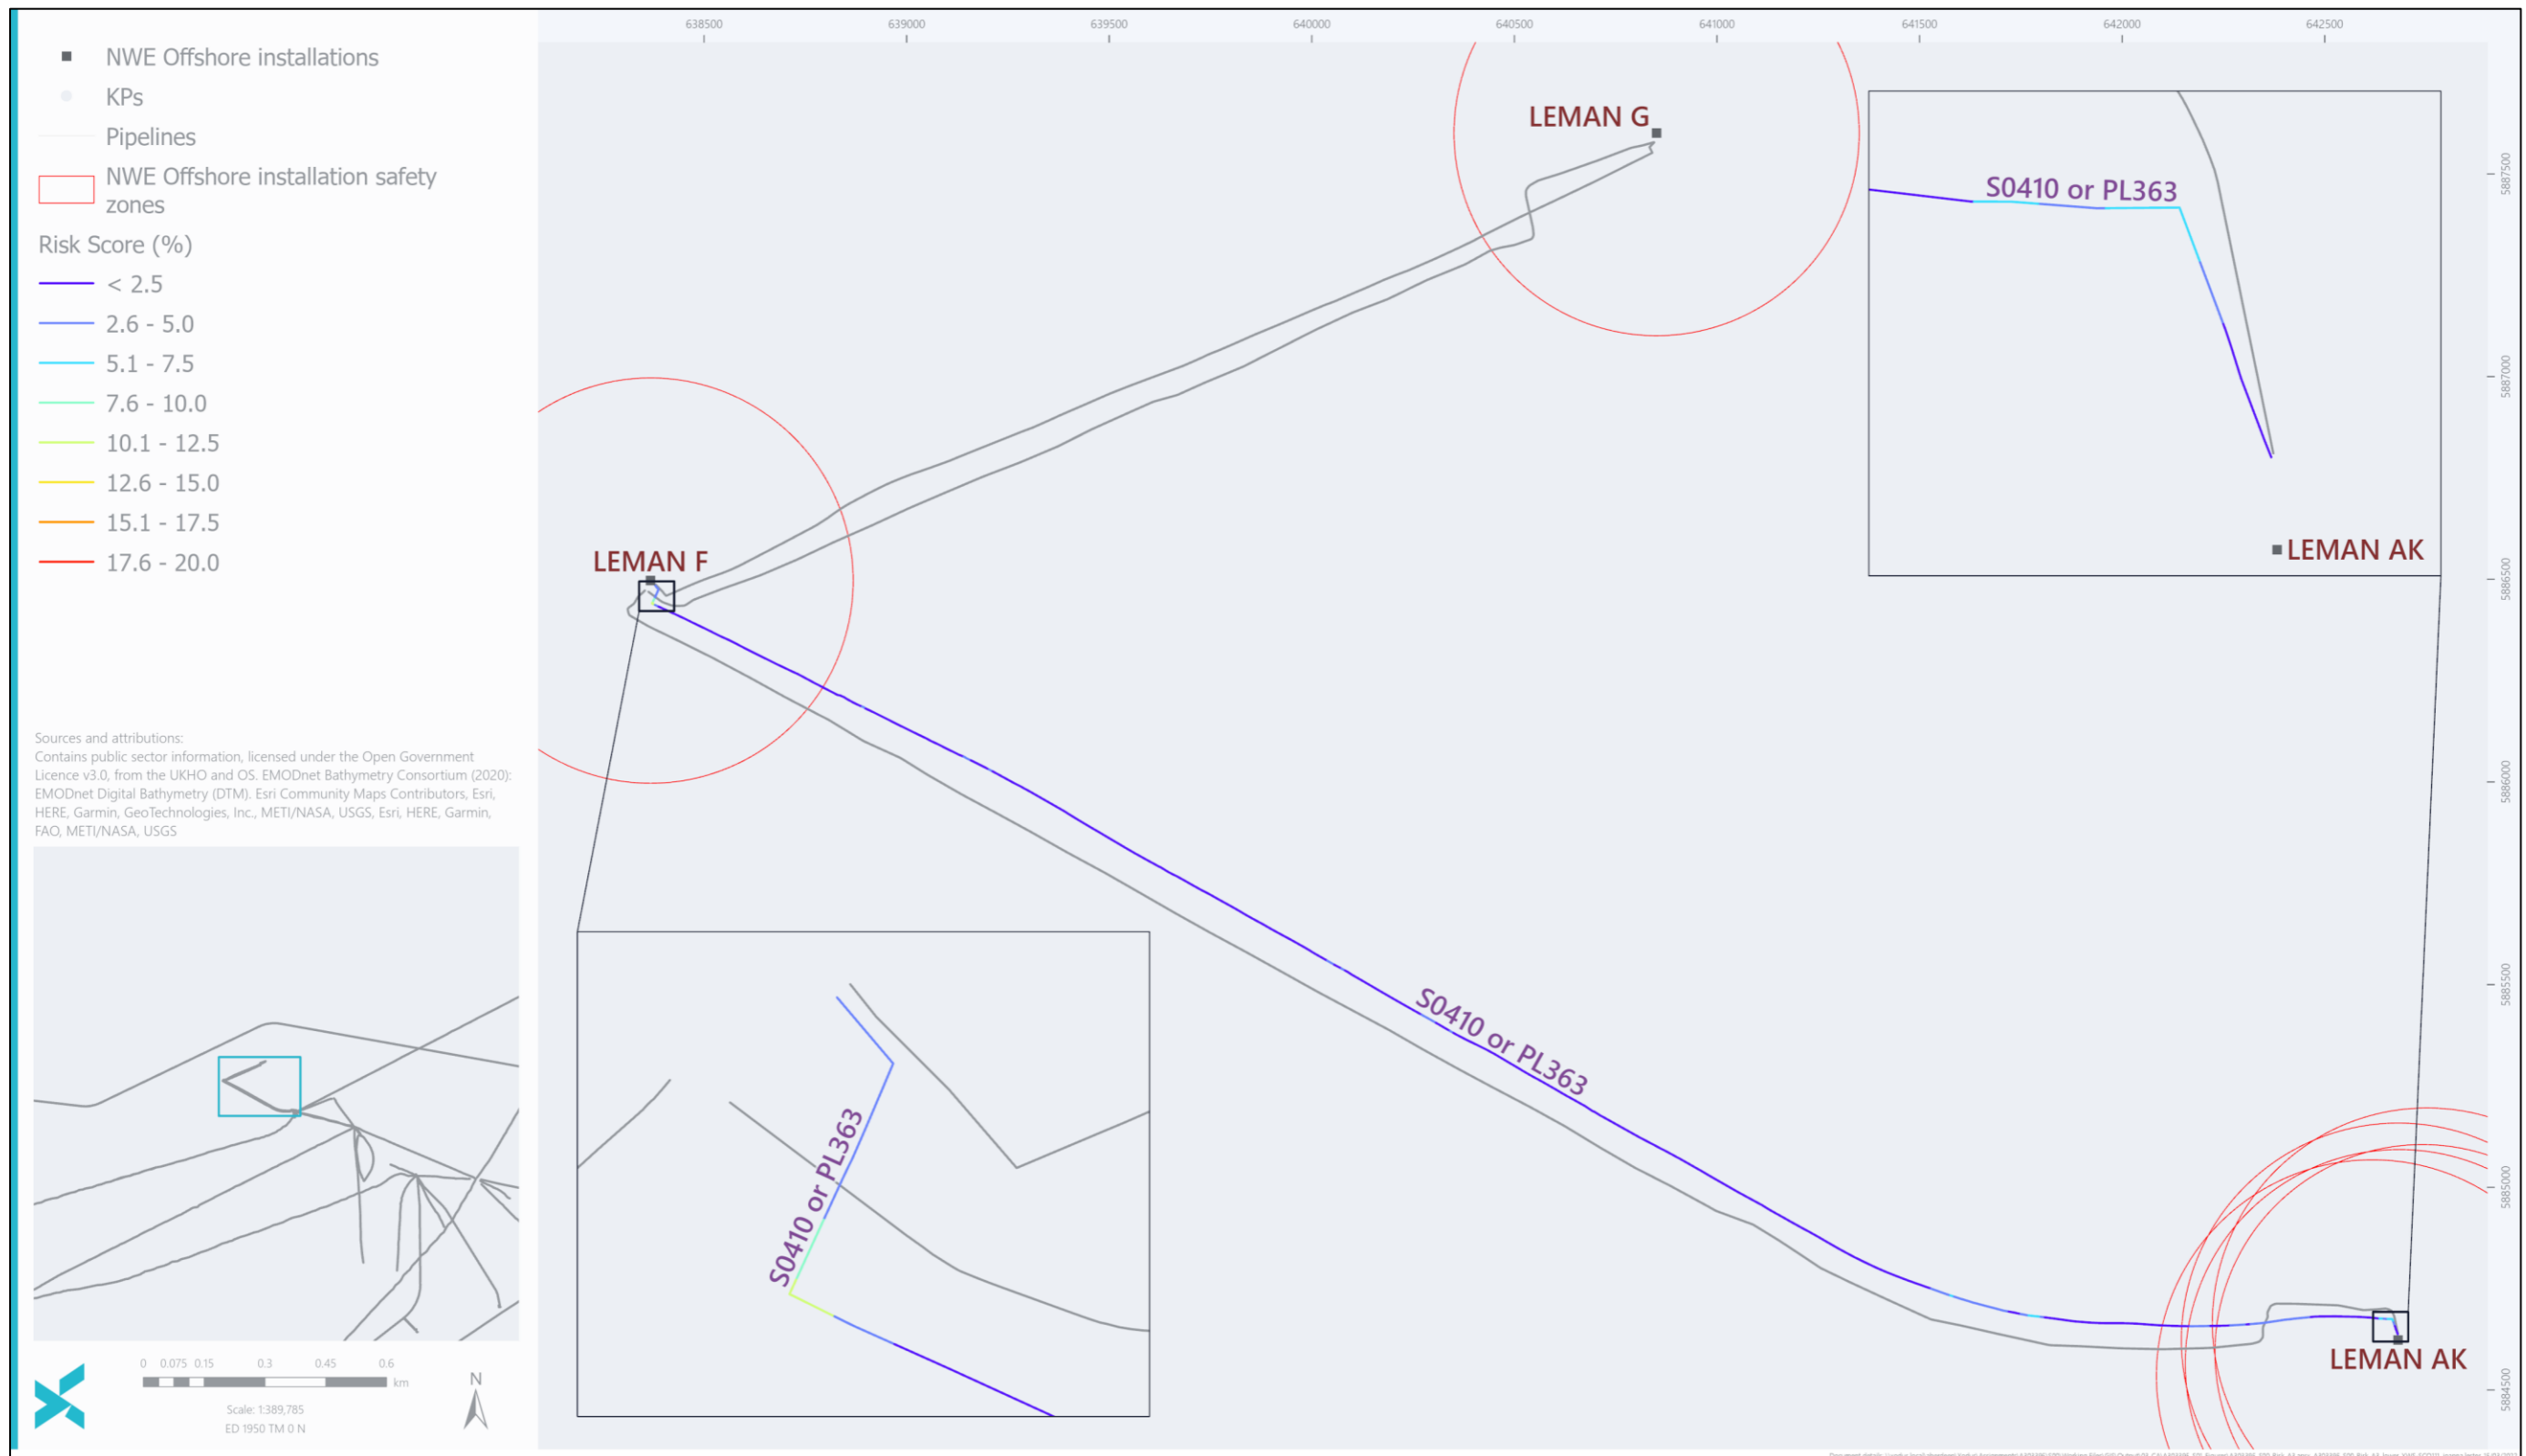 NWE Offshore installations
KPs
Pipelines
NWE Offshore installation safety
zones
Risk Score (%)
< 2.5
2.6 - 5.0
5.1 - 7.5
7.6 - 10.0
10.1 - 12.5
12.6 - 15.0
15.1 - 17.5
17.6 - 20.0
Sources and attributions:
Contains public sector information, licensed under the Open Government
Licence v3.0, from the UKHO and OS. EMODnet Bathymetry Consortium (2020):
EMODnet Digital Bathymetry (DTM). Esri Community Maps Contributors, Esri,
HERE, Garmin, GeoTechnologies, Inc., METI/NASA, USGS, Esri, HERE, Garmin,
FAO, METI/NASA, USGS
0 0.075 0.15 0.3 0.45 0.6
km
Scale: 1:389,785
ED 1950 TM 0 N
N
638500 639000 639500 640000 640500 641000 641500 642000 642500
5887500
5887000
5886500
5886000
5885500
5885000
5884500
LEMAN G
LEMAN F
S0410 or PL363
LEMAN AK
S0410 or PL363
S0410 or PL363
LEMAN AK